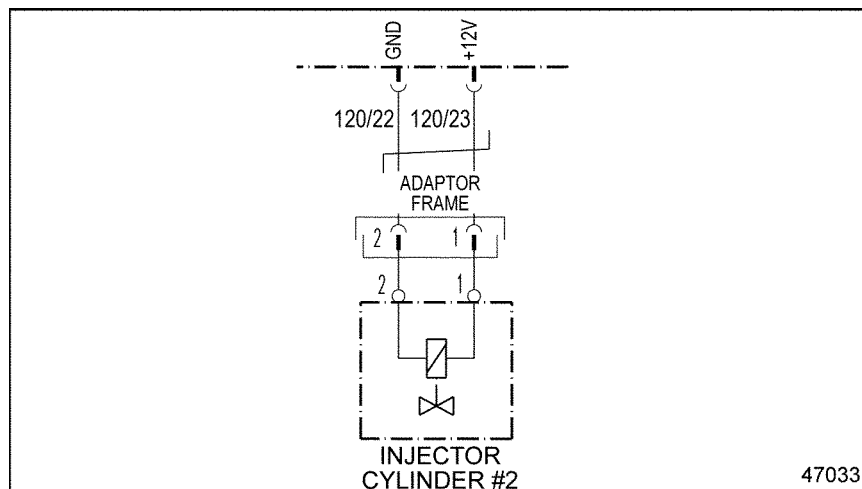 GND +12V
120/22 120/23
ADAPTOR
FRAME
2 1
2 1
INJECTOR
CYLINDER #2
47033